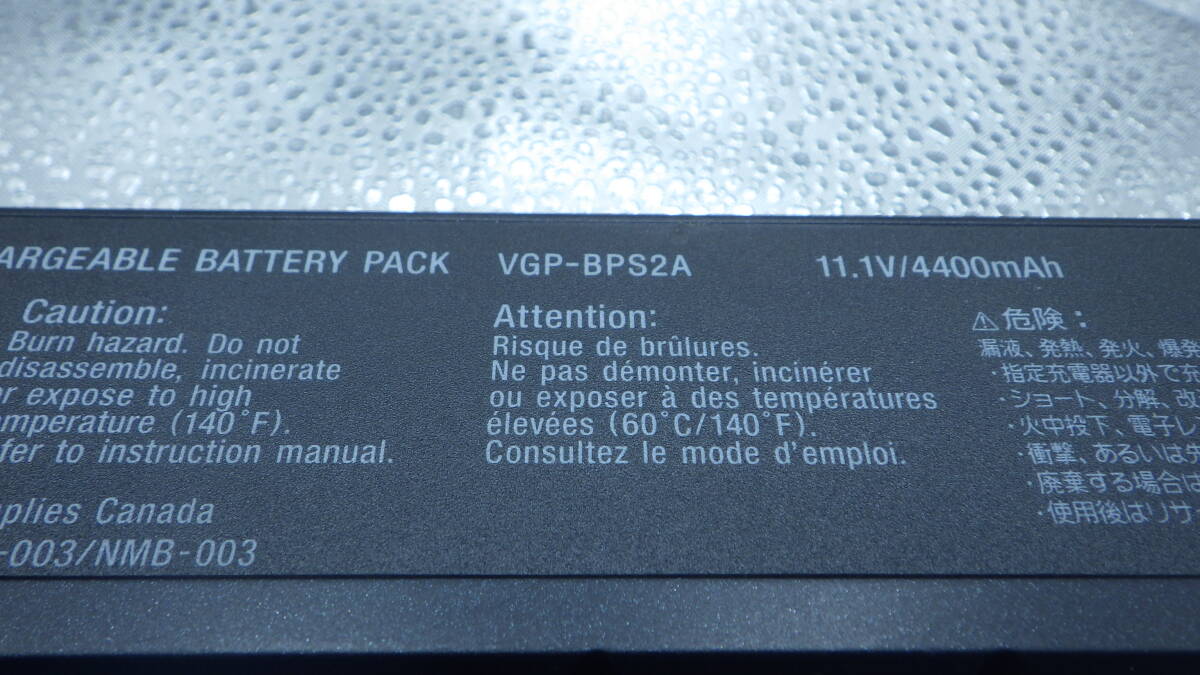 ARGEABLE BATTERY PACK VGP-BPS2A 11.1V/4400mAh
Caution:
Burn hazard. Do not
disassemble, incinerate
or expose to high
emperature (140°F).
fer to instruction manual.
plies Canada
-003/NMB-003
Attention:
Risque de brûlures.
Ne pas démonter, incinérer
ou exposer à des températures
élevées (60°C/140°F).
Consultez le mode d'emploi.
⚠危険：
漏液、発熱、発火、爆発
・指定充電器以外で充
・ショート、分解、改
・火中投下、電子レ
・衝撃、あるいは先
・廃棄する場合は
・使用後はリサ